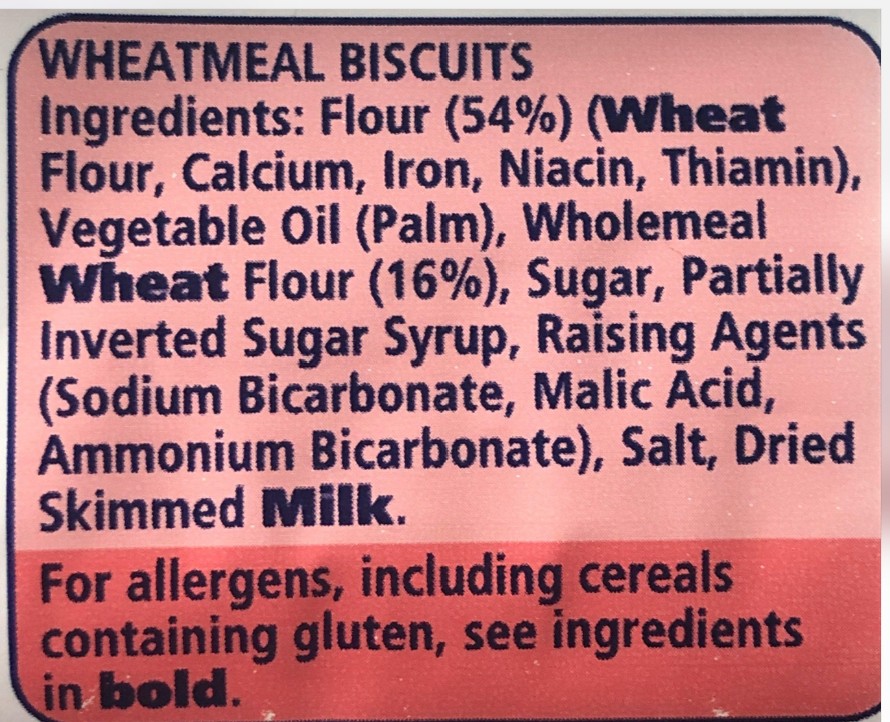 WHEATMEAL BISCUITS
Ingredients: Flour (54%) (Wheat
Flour, Calcium, Iron, Niacin, Thiamin),
Vegetable Oil (Palm), Wholemeal
Wheat Flour (16%), Sugar, Partially
Inverted Sugar Syrup, Raising Agents
(Sodium Bicarbonate, Malic Acid,
Ammonium Bicarbonate), Salt, Dried
Skimmed Milk.
For allergens, including cereals
containing gluten, see ingredients
in bold.